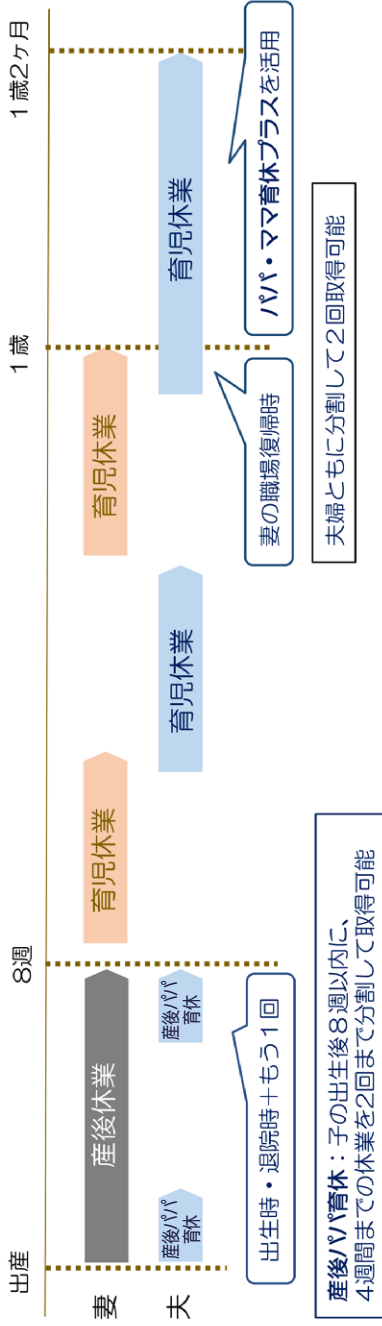 出産
8週
1歳
1歳2ヶ月
妻
産後休業
育児休業
育児休業
夫
産後パパ
育休
産後パパ
育休
育児休業
育児休業
出生時・退院時＋もう１回
妻の職場復帰時
パパ・ママ育休プラスを活用
産後パパ育休：子の出生後８週以内に、
4週間までの休業を2回まで分割して取得可能
夫婦ともに分割して２回取得可能